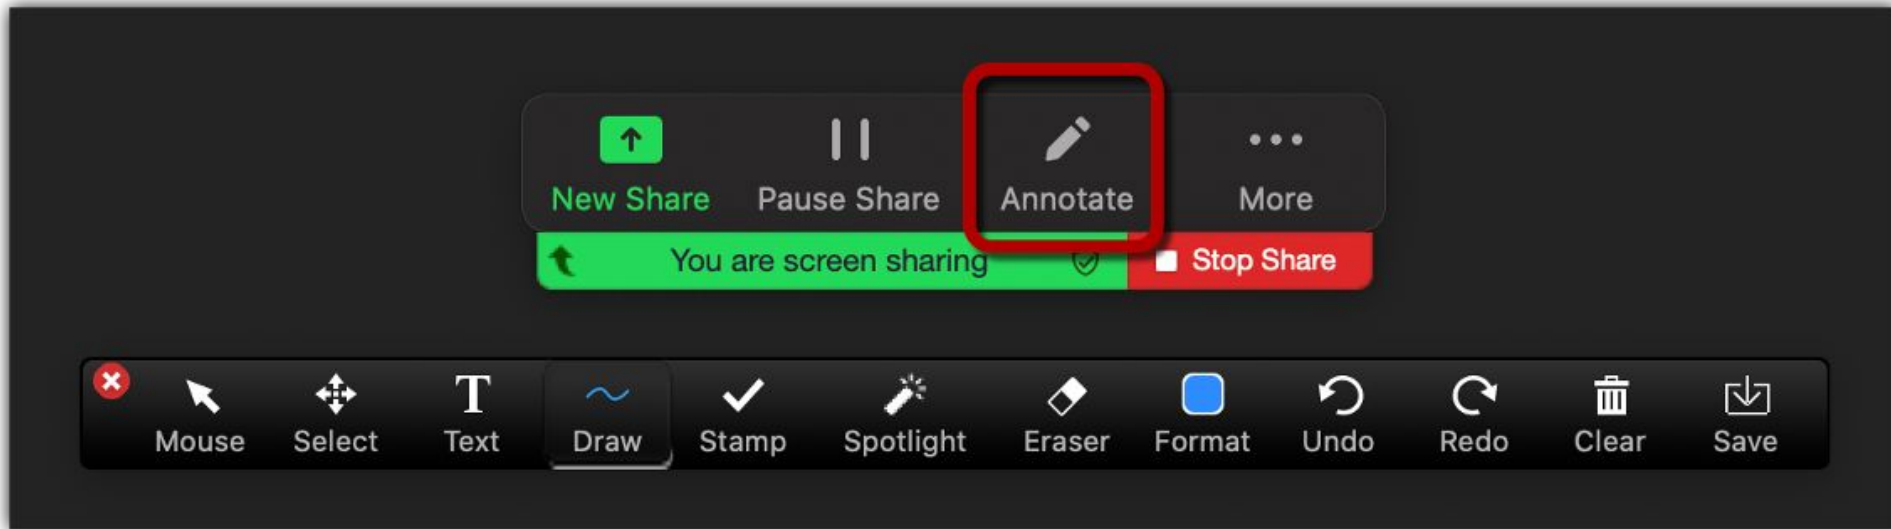 New Share Pause Share Annotate More
You are screen sharing Stop Share
Mouse Select Text Draw Stamp Spotlight Eraser Format Undo Redo Clear Save